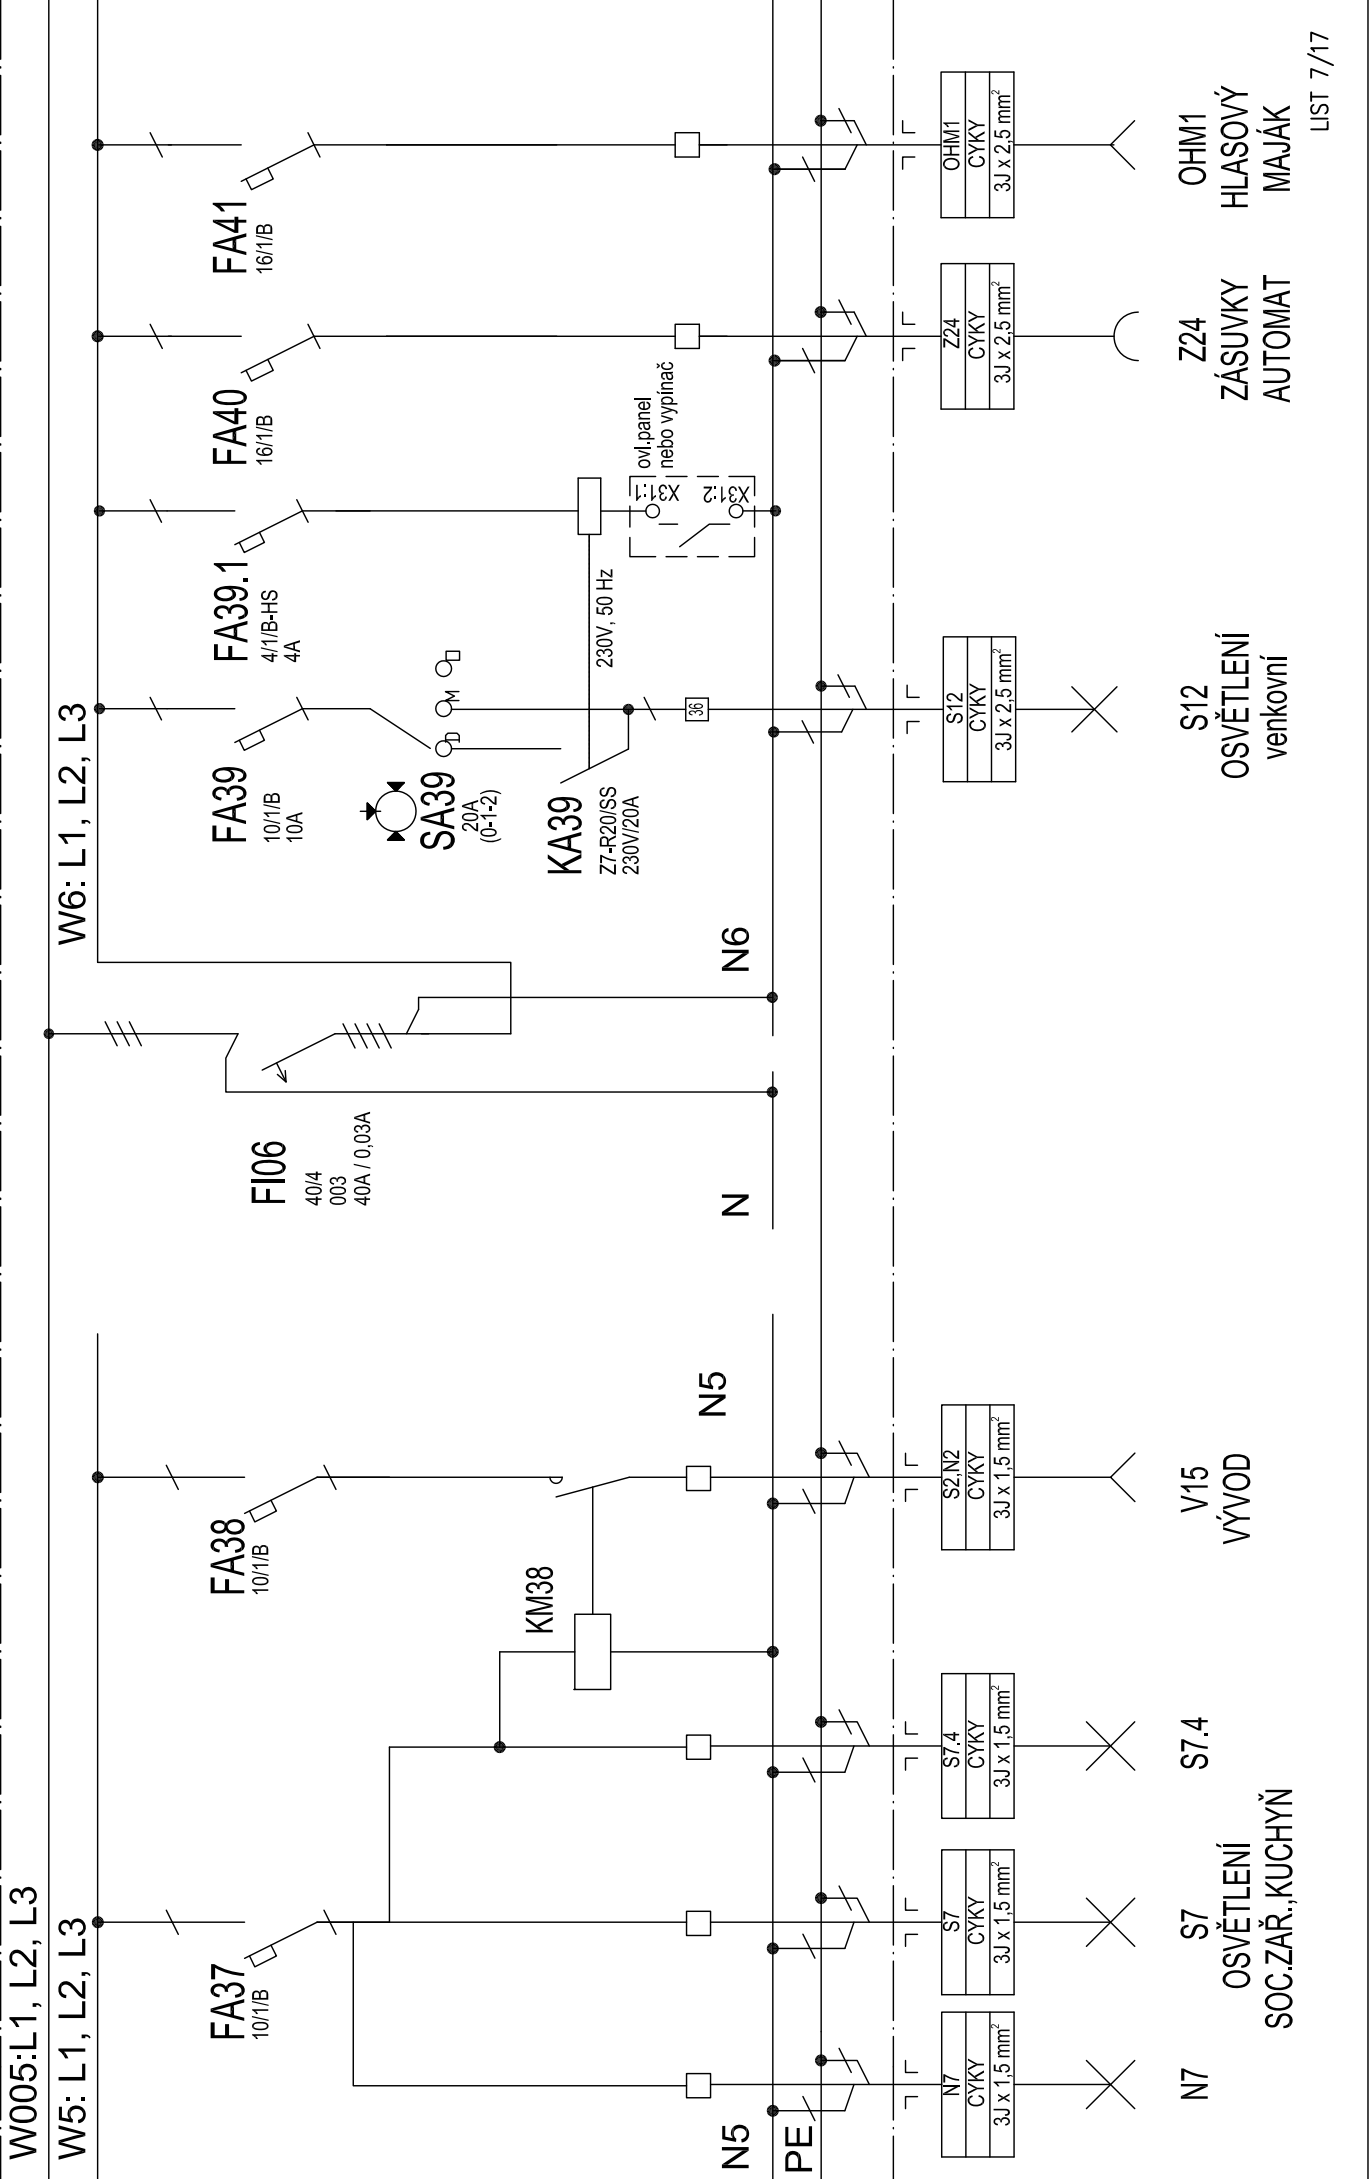 W005:L1, L2, L3
W5: L1, L2, L3
W6: L1, L2, L3
FA37
10/1/B
FA38
10/1/B
KM38
N5
FI06
40/4
003
40A / 0,03A
N
N6
FA39
10/1/B
10A
SA39
20A
(0-1-2)
D
M
KA39
Z7-R20/SS
230V/20A
230V, 50 Hz
36
FA39.1
4/1/B-HS
4A
ovl.panel
nebo vypínač
X31:1
X31:2
FA40
16/1/B
FA41
16/1/B
N5
PE
N7
CYKY
3J x 1,5 mm²
S7
CYKY
3J x 1,5 mm²
S7.4
CYKY
3J x 1,5 mm²
S2,N2
CYKY
3J x 1,5 mm²
S12
CYKY
3J x 2,5 mm²
Z24
CYKY
3J x 2,5 mm²
OHM1
CYKY
3J x 2,5 mm²
N7
S7
OSVĚTLENÍ
SOC.ZAŘ.,KUCHYŇ
S7.4
V15
VÝVOD
S12
OSVĚTLENÍ
venkovní
Z24
ZÁSUVKY
AUTOMAT
OHM1
HLASOVÝ
MAJÁK
LIST 7/17